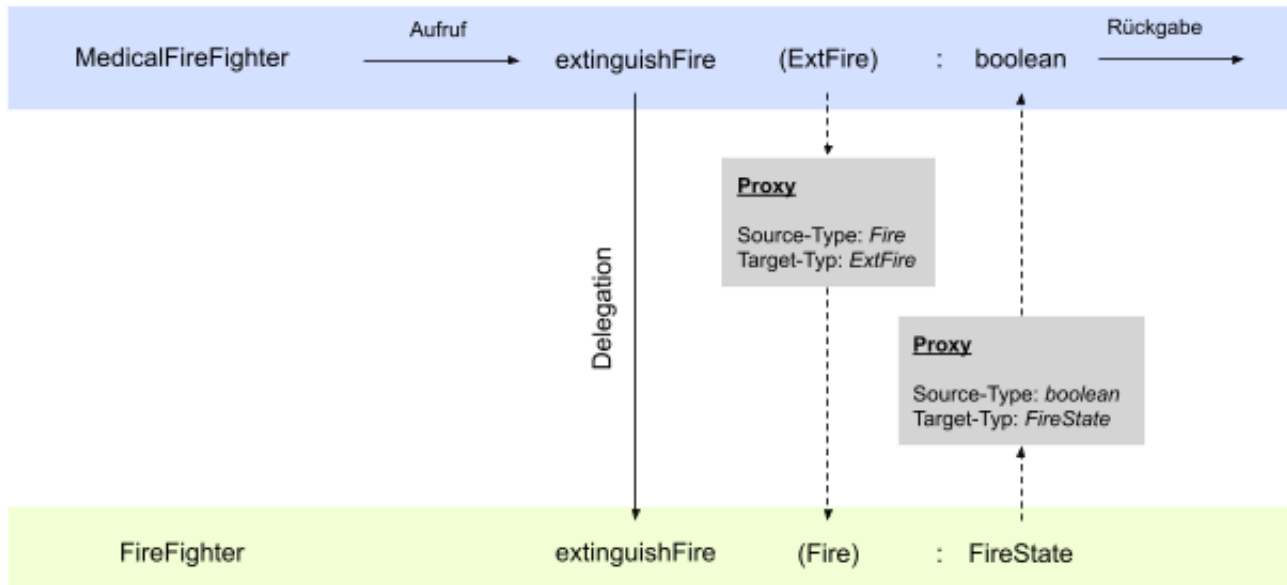 MedicalFireFighter Aufruf extinguishFire (ExtFire) : boolean Rückgabe
Proxy
Source-Type: Fire
Target-Typ: ExtFire
Delegation
Proxy
Source-Type: boolean
Target-Typ: FireState
FireFighter extinguishFire (Fire) : FireState